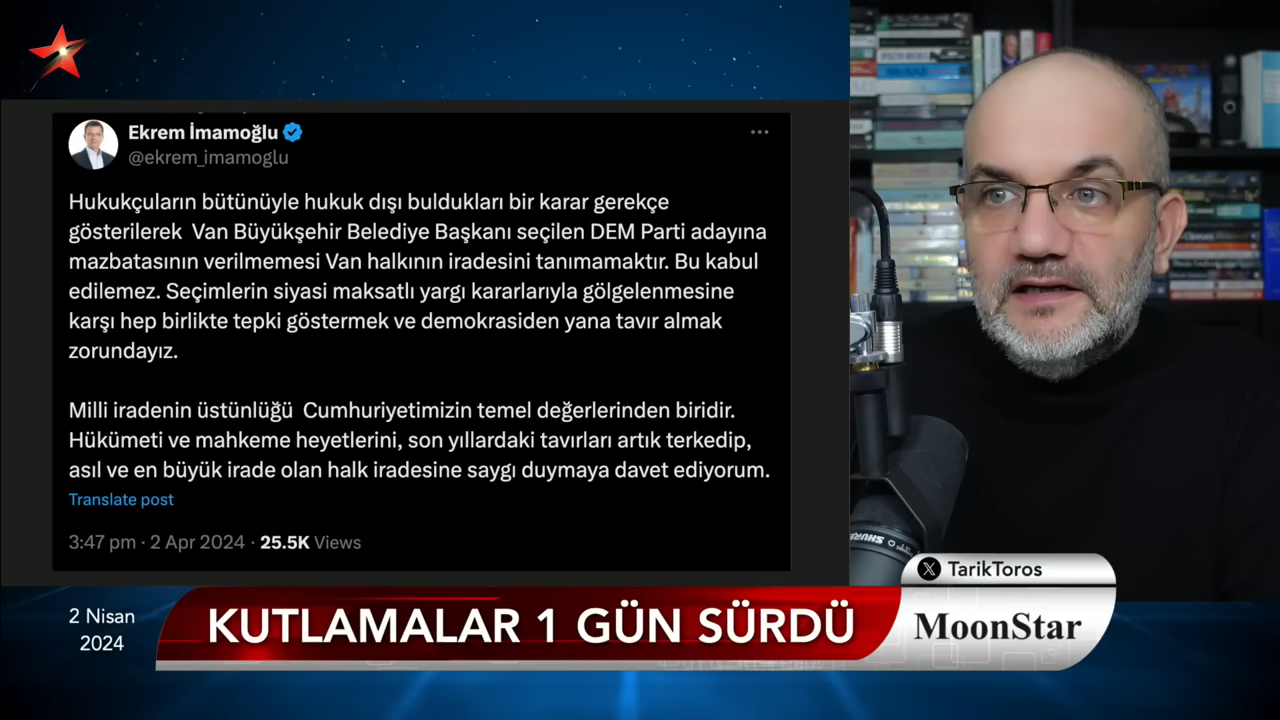 Ekrem İmamoğlu
@ekrem_imamoglu
Hukukçuların bütünüyle hukuk dışı buldukları bir karar gerekçe
gösterilerek Van Büyükşehir Belediye Başkanı seçilen DEM Parti adayına
mazbatasının verilmemesi Van halkının iradesini tanımamaktır. Bu kabul
edilemez. Seçimlerin siyasi maksatlı yargı kararlarıyla gölgelenmesine
karşı hep birlikte tepki göstermek ve demokrasiden yana tavır almak
zorundayız.
Milli iradenin üstünlüğü Cumhuriyetimizin temel değerlerinden biridir.
Hükümeti ve mahkeme heyetlerini, son yıllardaki tavırları artık terkedip,
asıl ve en büyük irade olan halk iradesine saygı duymaya davet ediyorum.
Translate post
3:47 pm · 2 Apr 2024 · 25.5K Views
SHURE
TarikToros
2 Nisan
2024
KUTLAMALAR 1 GÜN SÜRDÜ
MoonStar